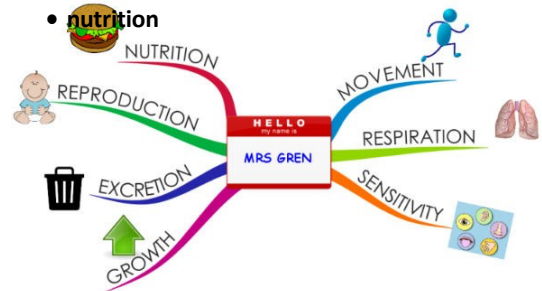 • nutrition
NUTRITION
MOVEMENT
REPRODUCTION
HELLO
my name is
MRS GREN
RESPIRATION
EXCRETION
SENSITIVITY
GROWTH